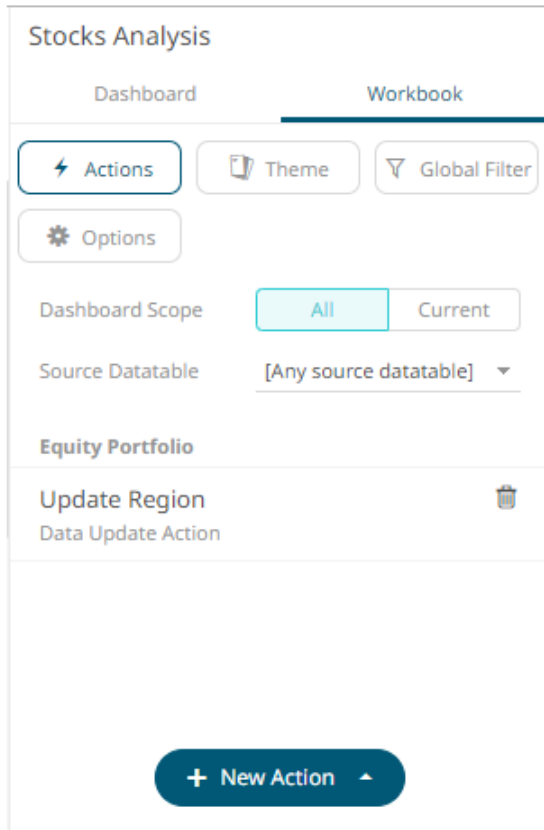 Stocks Analysis
Dashboard Workbook
Actions Theme Global Filter
Options
Dashboard Scope All Current
Source Datatable [Any source datatable]
Equity Portfolio
Update Region
Data Update Action
+ New Action